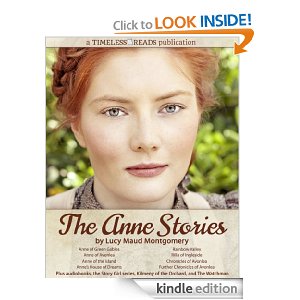 Click to
LOOK INSIDE!
a TIMELESS READS publication
The Anne Stories
by Lucy Maud Montgomery
Anne of Green Gables
Anne of Avonlea
Anne of the Island
Anne's House of Dreams
Rainbow Valley
Rilla of Ingleside
Chronicles of Avonlea
Further Chronicles of Avonlea
Plus audiobooks, the Story Girl series, Kilmeny of the Orchard, and The Watchman.
kindle edition